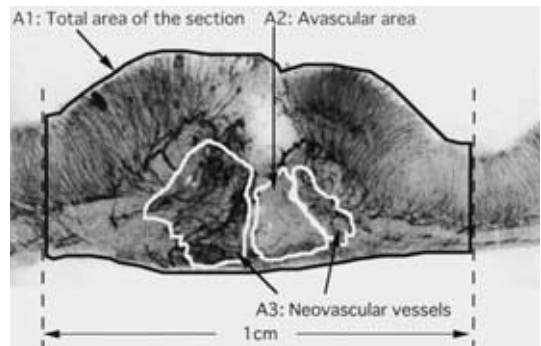 A1: Total area of the section
A2: Avascular area
A3: Neovascular vessels
1cm